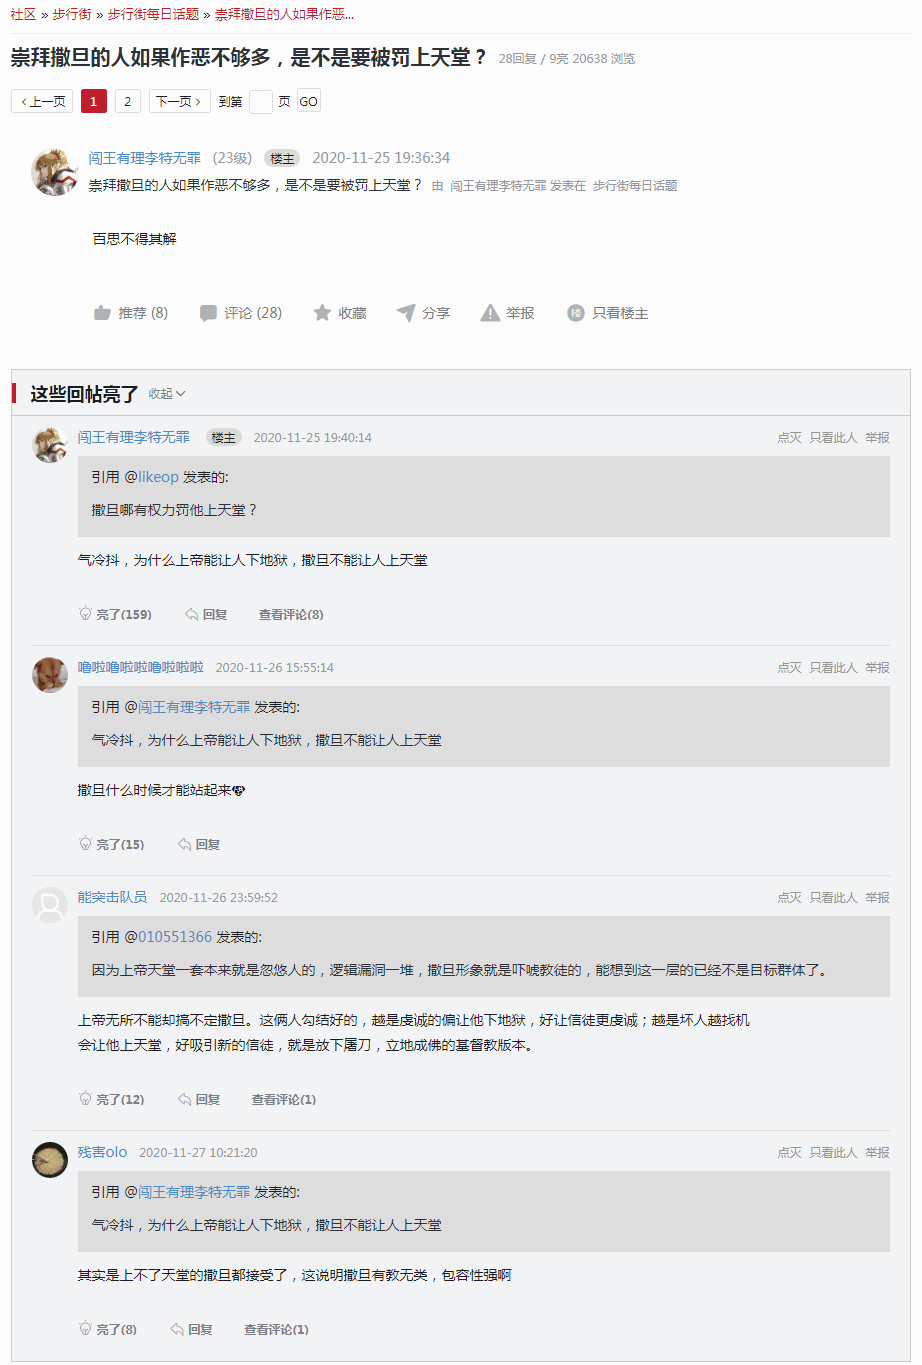 社区 » 步行街 » 步行街每日话题 » 崇拜撒旦的人如果作恶...
崇拜撒旦的人如果作恶不够多，是不是要被罚上天堂？ 28回复 / 9亮 20638 浏览
‹ 上一页 1 2 下一页 › 到第 页 GO
闯王有理李特无罪 (23级) 楼主 2020-11-25 19:36:34
崇拜撒旦的人如果作恶不够多，是不是要被罚上天堂？ 由 闯王有理李特无罪 发表在 步行街每日话题
百思不得其解
推荐 (8) 评论 (28) 收藏 分享 举报 楼 只看楼主
这些回帖亮了 收起
闯王有理李特无罪 楼主 2020-11-25 19:40:14 点灭 只看此人 举报
引用 @likeop 发表的:
撒旦哪有权力罚他上天堂？
气冷抖，为什么上帝能让人下地狱，撒旦不能让人上天堂
亮了(159) 回复 查看评论(8)
噜啦噜啦啦噜啦啦啦 2020-11-26 15:55:14 点灭 只看此人 举报
引用 @闯王有理李特无罪 发表的:
气冷抖，为什么上帝能让人下地狱，撒旦不能让人上天堂
撒旦什么时候才能站起来
亮了(15) 回复
能突击队员 2020-11-26 23:59:52 点灭 只看此人 举报
引用 @010551366 发表的:
因为上帝天堂一套本来就是忽悠人的，逻辑漏洞一堆，撒旦形象就是吓唬教徒的，能想到这一层的已经不是目标群体了。
上帝无所不能却搞不定撒旦。这俩人勾结好的，越是虔诚的偏让他下地狱，好让信徒更虔诚；越是坏人越找机
会让他上天堂，好吸引新的信徒，就是放下屠刀，立地成佛的基督教版本。
亮了(12) 回复 查看评论(1)
残害olo 2020-11-27 10:21:20 点灭 只看此人 举报
引用 @闯王有理李特无罪 发表的:
气冷抖，为什么上帝能让人下地狱，撒旦不能让人上天堂
其实是上不了天堂的撒旦都接受了，这说明撒旦有教无类，包容性强啊
亮了(8) 回复 查看评论(1)